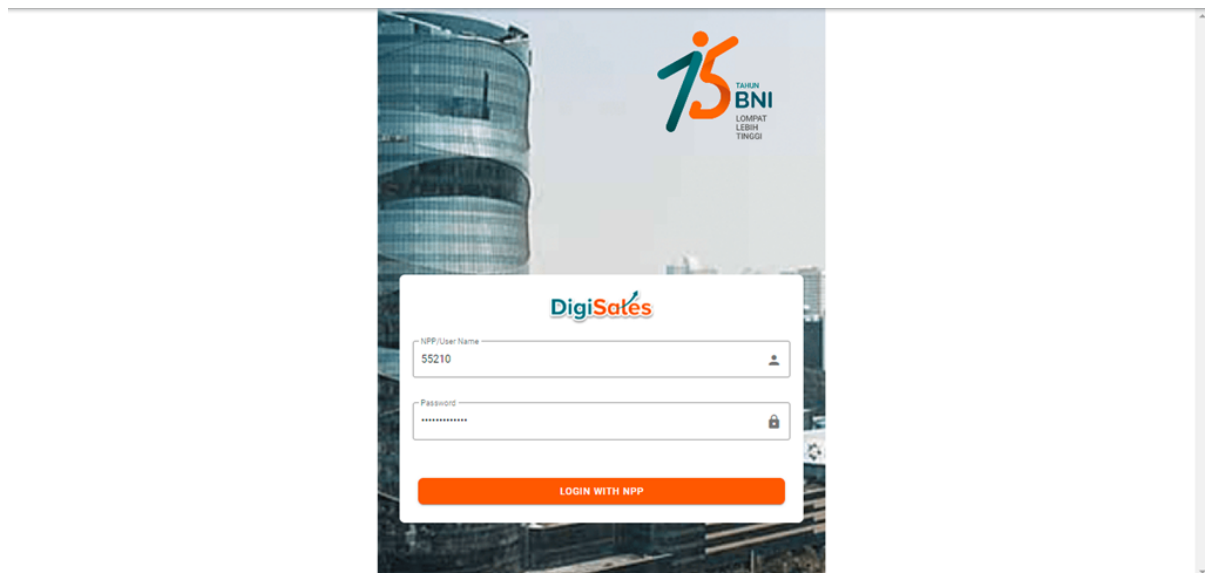 75
TAHUN
BNI
LOMPAT
LEBIH
TINGGI
DigiSales
NPP/User Name
55210
Password
•••••••••••••
LOGIN WITH NPP